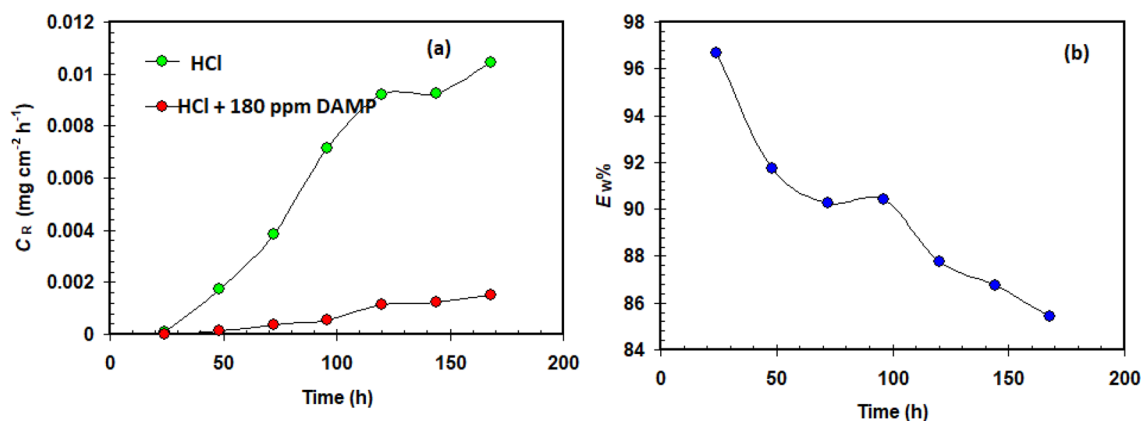 0.012
0.01
0.008
0.006
0.004
0.002
0
C R (mg cm-2 h-1)
(a)
HCl
HCl + 180 ppm DAMP
0 50 100 150 200
Time (h)
98
96
94
92
90
88
86
84
Ew%
(b)
0 50 100 150 200
Time (h)